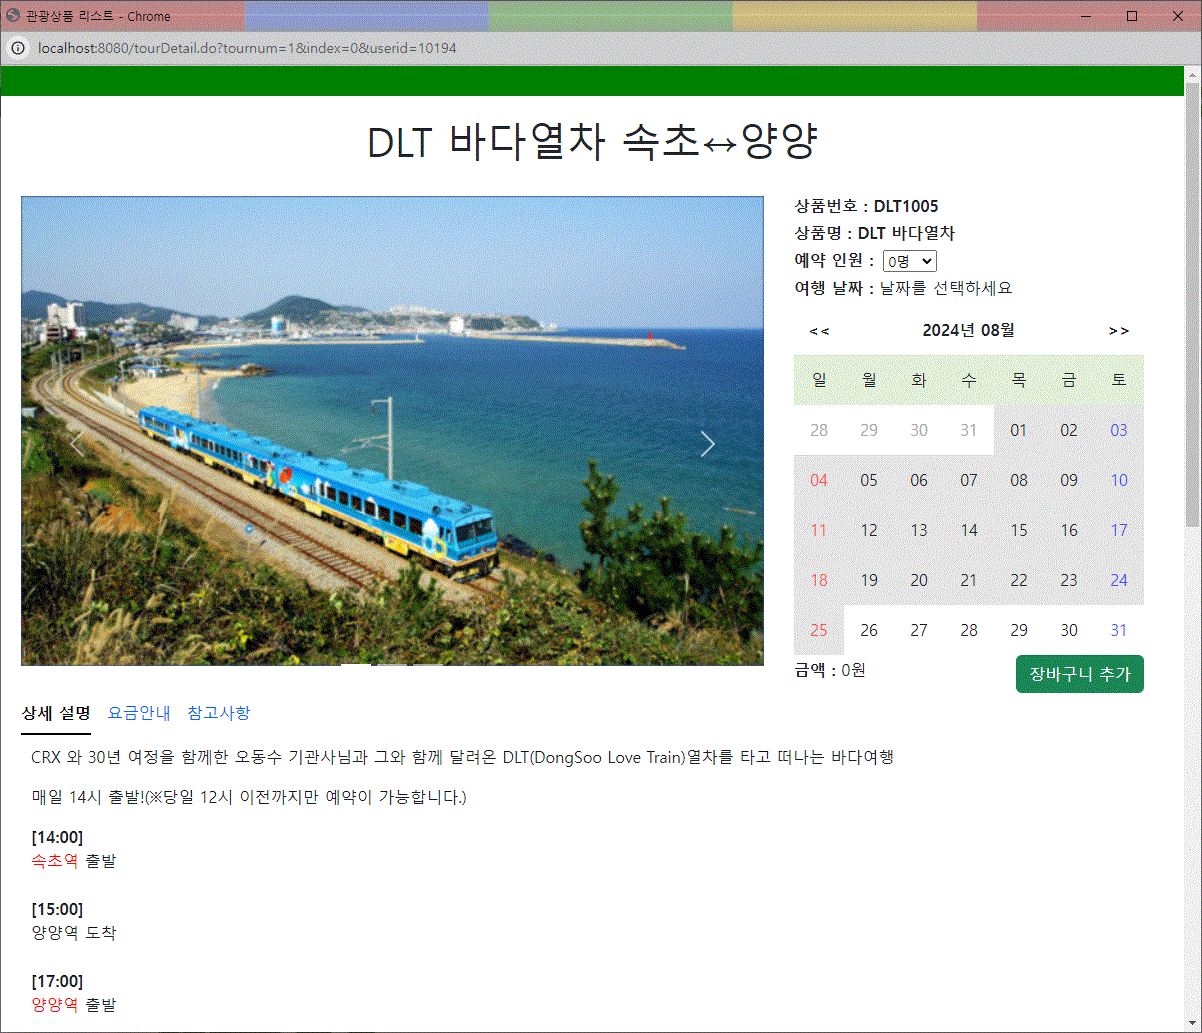 관광상품 리스트 - Chrome
localhost:8080/tourDetail.do?tournum=1&index=0&userid=10194
DLT 바다열차 속초↔양양
상품번호 : DLT1005
상품명 : DLT 바다열차
예약 인원 : 0명
여행 날짜 : 날짜를 선택하세요
<< 2024년 08월 >>
일 월 화 수 목 금 토
28 29 30 31 01 02 03
04 05 06 07 08 09 10
11 12 13 14 15 16 17
18 19 20 21 22 23 24
25 26 27 28 29 30 31
금액 : 0원 장바구니 추가
상세 설명 요금안내 참고사항
CRX 와 30년 여정을 함께한 오동수 기관사님과 그와 함께 달려온 DLT(DongSoo Love Train)열차를 타고 떠나는 바다여행
매일 14시 출발!(※당일 12시 이전까지만 예약이 가능합니다.)
[14:00]
속초역 출발
[15:00]
양양역 도착
[17:00]
양양역 출발